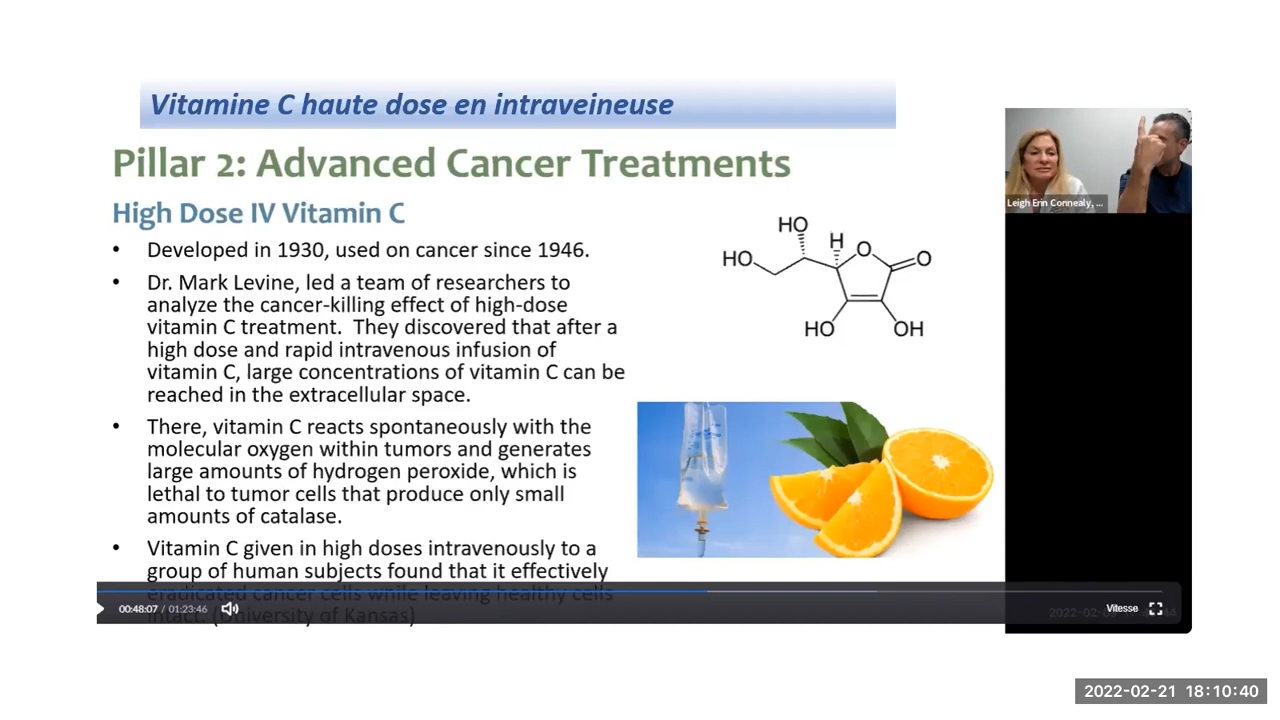 Vitamine C haute dose en intraveineuse
Pillar 2: Advanced Cancer Treatments
High Dose IV Vitamin C
• Developed in 1930, used on cancer since 1946.
• Dr. Mark Levine, led a team of researchers to
analyze the cancer-killing effect of high-dose
vitamin C treatment. They discovered that after a
high dose and rapid intravenous infusion of
vitamin C, large concentrations of vitamin C can be
reached in the extracellular space.
• There, vitamin C reacts spontaneously with the
molecular oxygen within tumors and generates
large amounts of hydrogen peroxide, which is
lethal to tumor cells that produce only small
amounts of catalase.
• Vitamin C given in high doses intravenously to a
group of human subjects found that it effectively
eradicated cancer cells while leaving healthy cells
intact. (University of Kansas)
HO
HO
H
O
O
HO
OH
Leigh Erin Connealy, ...
00:48:07 / 01:23:46
Vitesse
2022-02-21 18:10:40